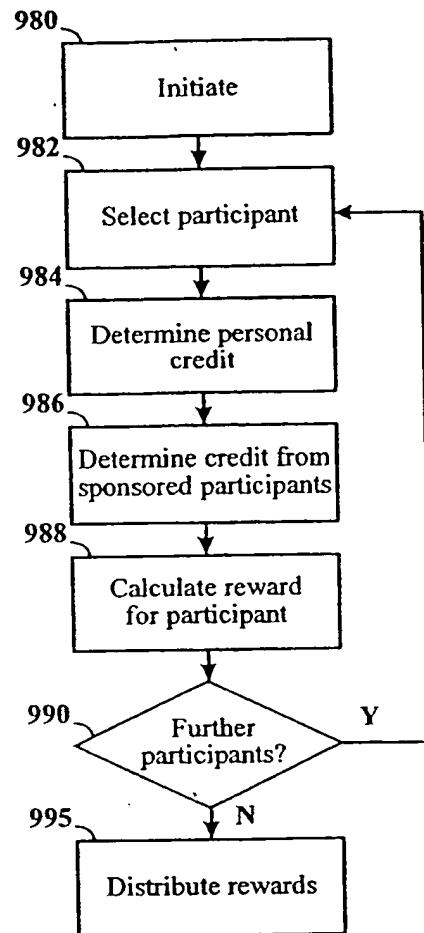 980
Initiate
982
Select participant
984
Determine personal
credit
986
Determine credit from
sponsored participants
988
Calculate reward
for participant
990
Further
participants?
Y
N
995
Distribute rewards